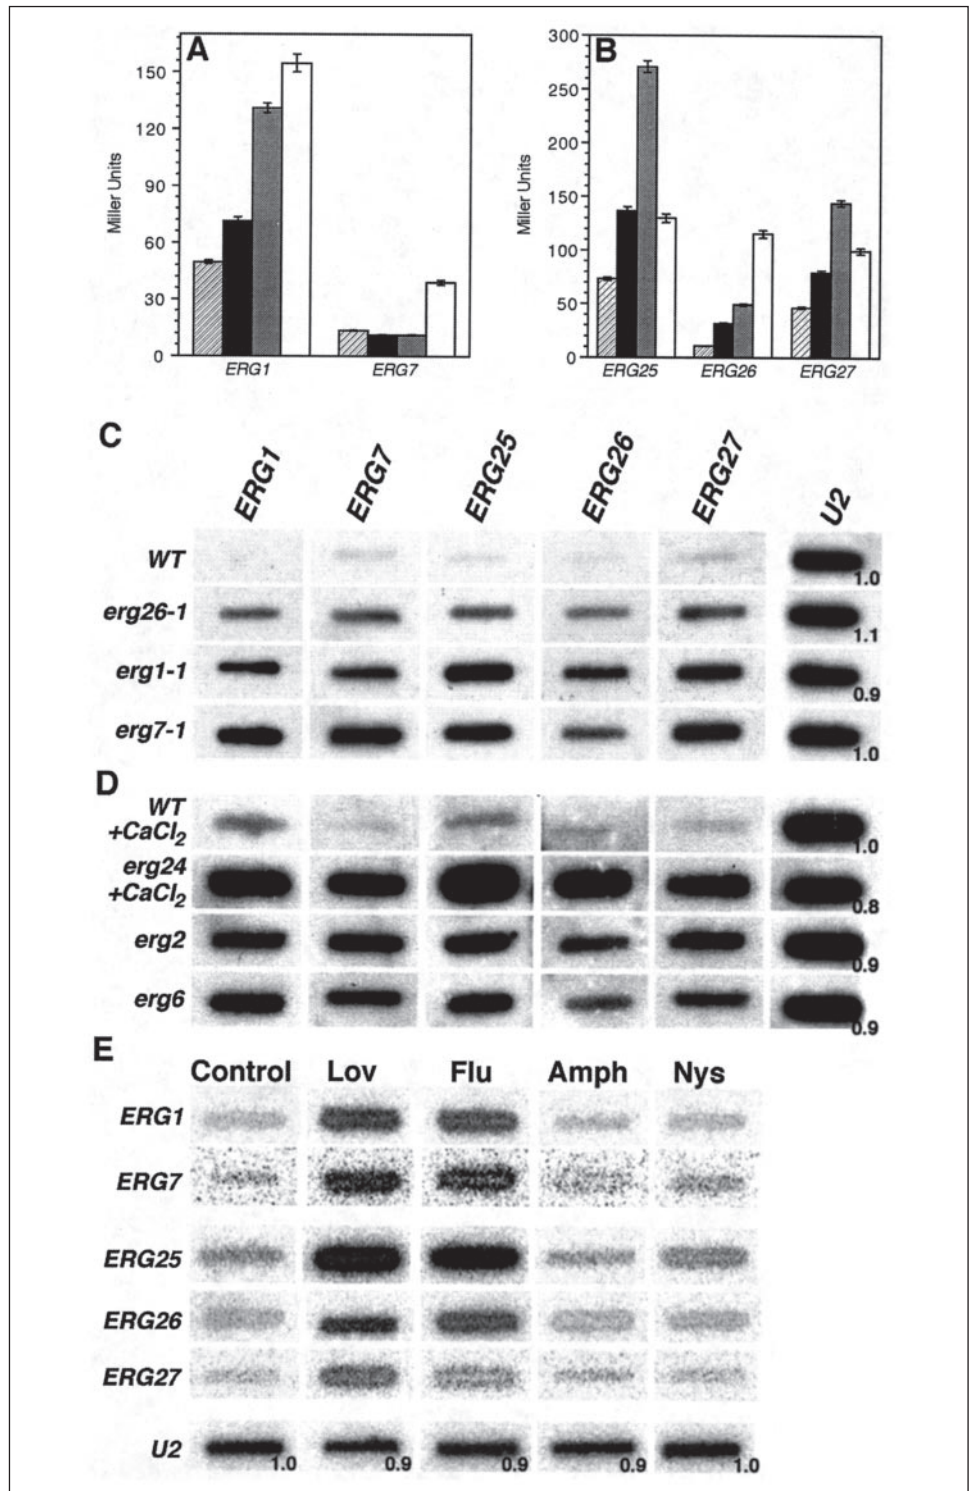 A
150
120
90
60
30
0
Miller Units
ERG1 ERG7
B
300
250
200
150
100
50
0
Miller Units
ERG25 ERG26 ERG27
C
ERG1 ERG7 ERG25 ERG26 ERG27 U2
WT 1.0
erg26-1 1.1
erg1-1 0.9
erg7-1 1.0
D
WT
+CaCl2 1.0
erg24
+CaCl2 0.8
erg2 0.9
erg6 0.9
E
Control Lov Flu Amph Nys
ERG1
ERG7
ERG25
ERG26
ERG27
U2 1.0 0.9 0.9 0.9 1.0